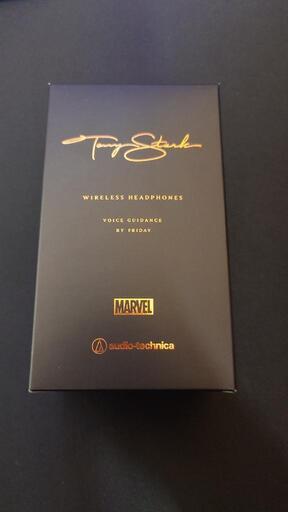 Tony Stark
WIRELESS HEADPHONES
VOICE GUIDANCE
BY FRIDAY
MARVEL
audio-technica